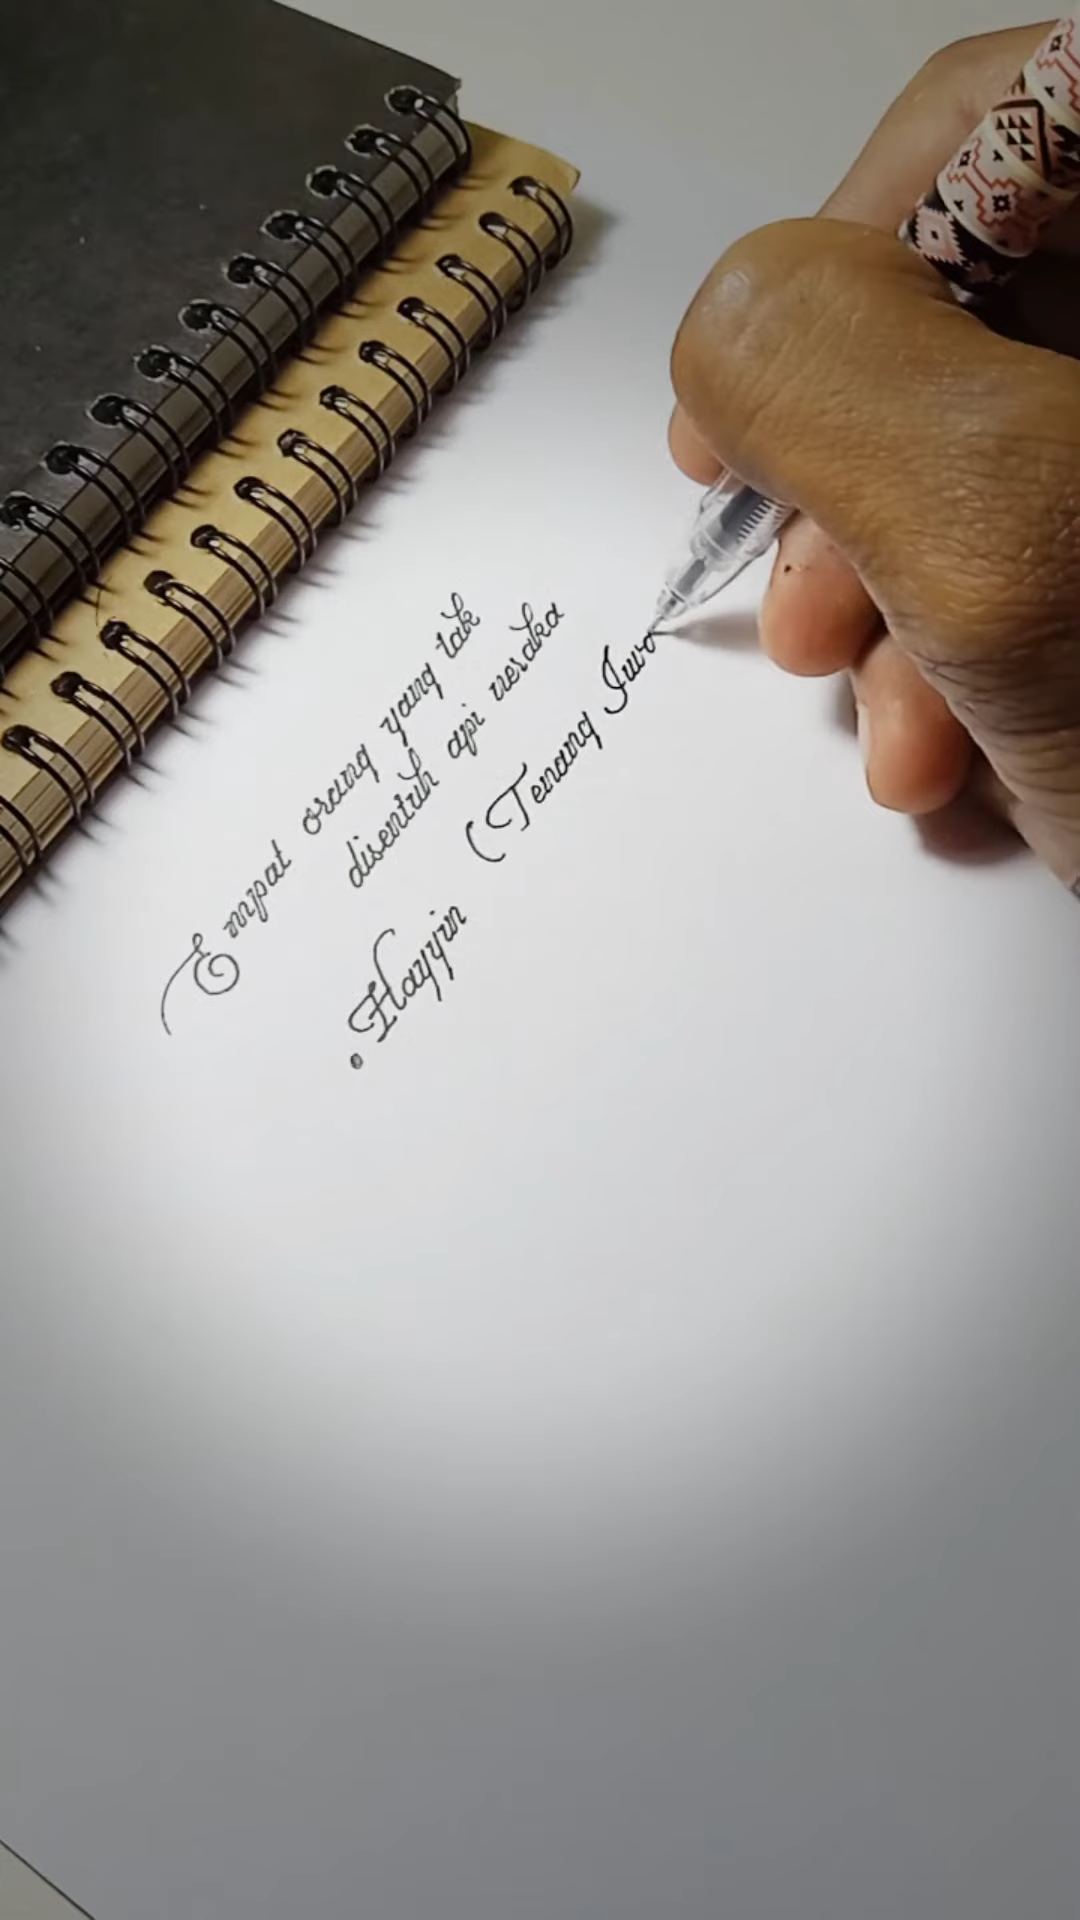 Empat orang yang tak
disentuh api neraka
• Hayyin (Tenang Jiwa